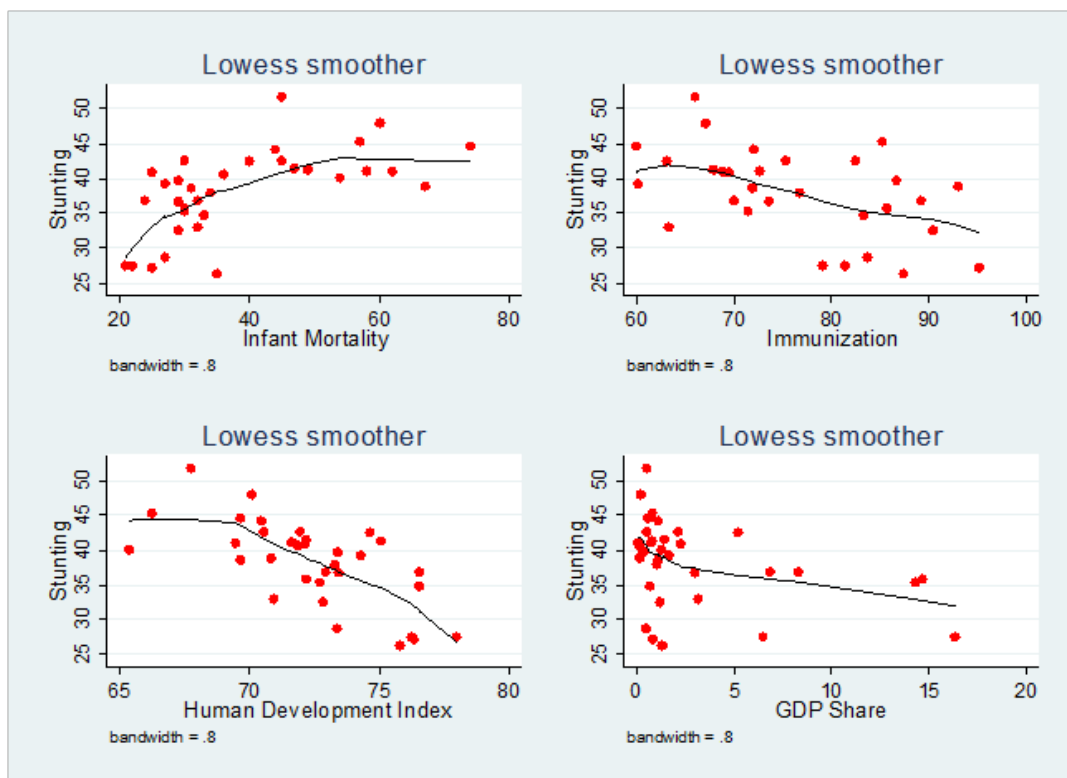 Lowess smoother
Stunting
50
45
40
35
30
25
20 40 60 80
Infant Mortality
bandwidth = .8
Lowess smoother
Stunting
50
45
40
35
30
25
60 70 80 90 100
Immunization
bandwidth = .8
Lowess smoother
Stunting
50
45
40
35
30
25
65 70 75 80
Human Development Index
bandwidth = .8
Lowess smoother
Stunting
50
45
40
35
30
25
0 5 10 15 20
GDP Share
bandwidth = .8